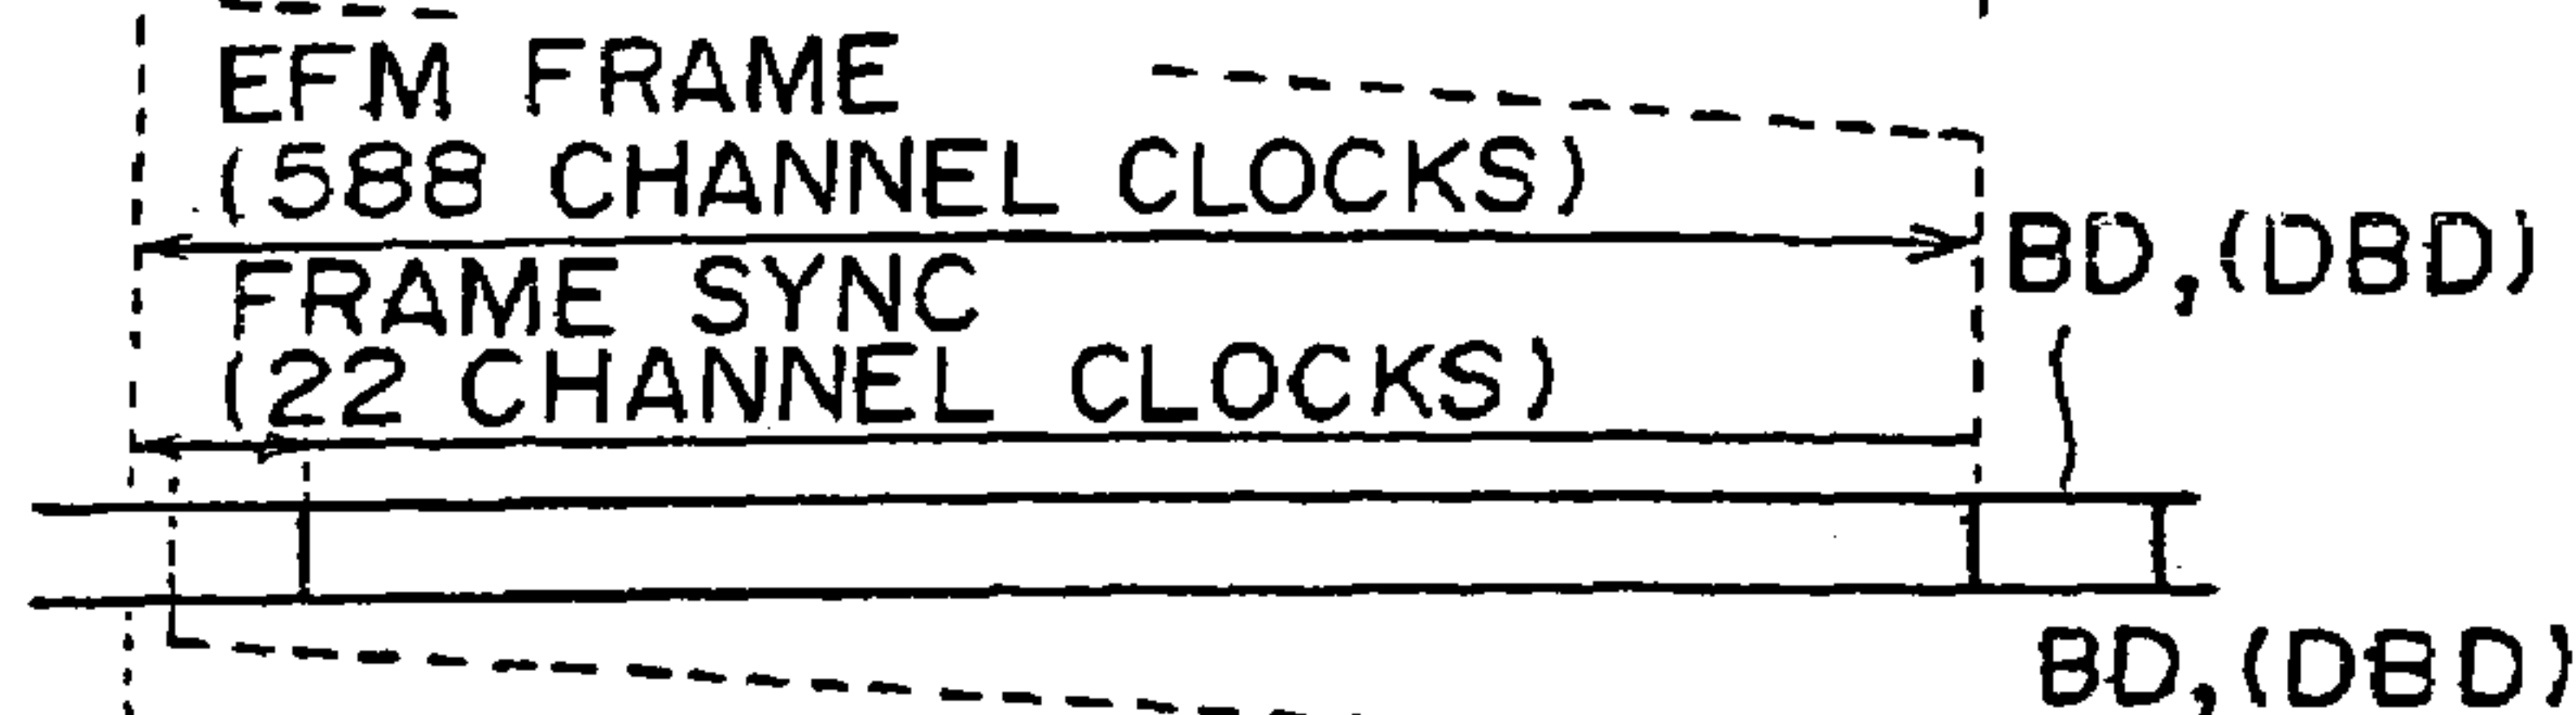 EFM FRAME
(588 CHANNEL CLOCKS)
BD,(DBD)
FRAME SYNC
(22 CHANNEL CLOCKS)
BD,(DBD)